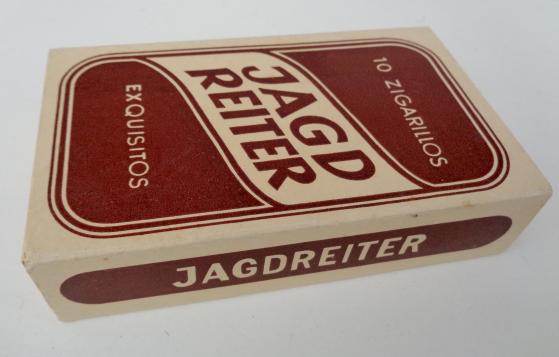 10 ZIGARILLOS
JAGD
REITER
EXQUISITOS
JAGDREITER